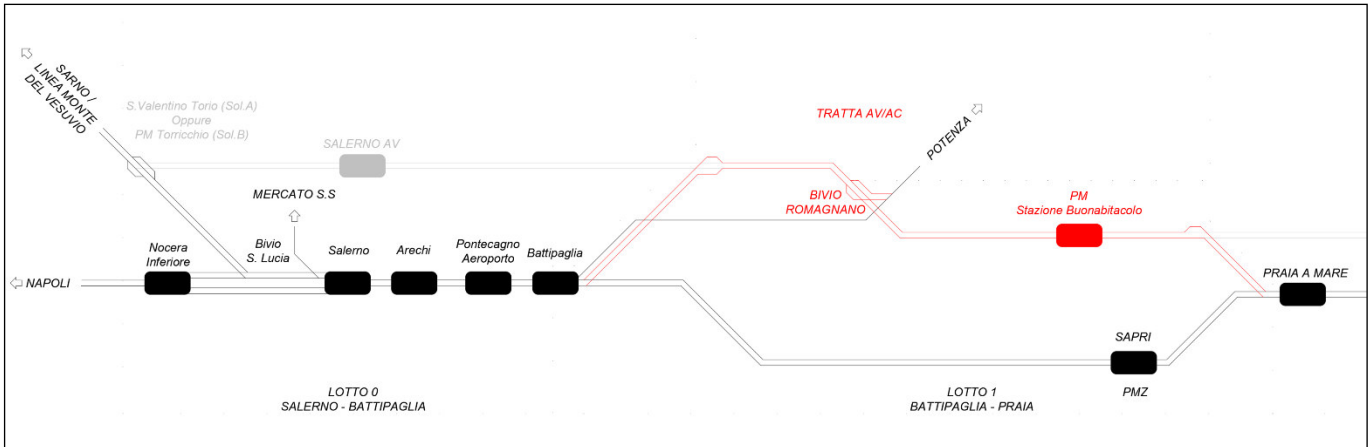 SARNO /
LINEA MONTE
DEL VESUVIO
S.Valentino Torio (Sol.A)
Oppure
PM Torricchio (Sol.B)
SALERNO AV
MERCATO S.S
TRATTA AV/AC
POTENZA
BIVIO
ROMAGNANO
PM
Stazione Buonabitacolo
Nocera
Inferiore
Bivio
S. Lucia
Salerno
Arechi
Pontecagno
Aeroporto
Battipaglia
NAPOLI
PRAIA A MARE
SAPRI
PMZ
LOTTO 0
SALERNO - BATTIPAGLIA
LOTTO 1
BATTIPAGLIA - PRAIA